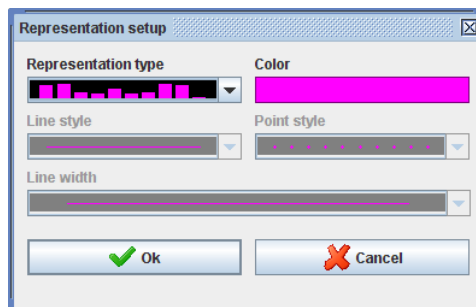 Representation setup
Representation type Color
Line style Point style
Line width
Ok Cancel